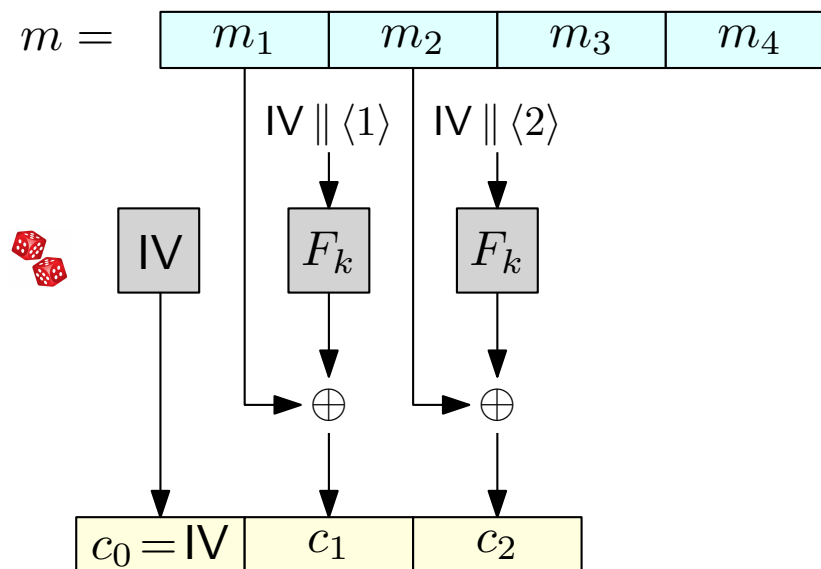 m = m₁ m₂ m₃ m₄
IV ∥ ⟨1⟩ IV ∥ ⟨2⟩
IV Fₖ Fₖ
⊕ ⊕
c₀ = IV c₁ c₂